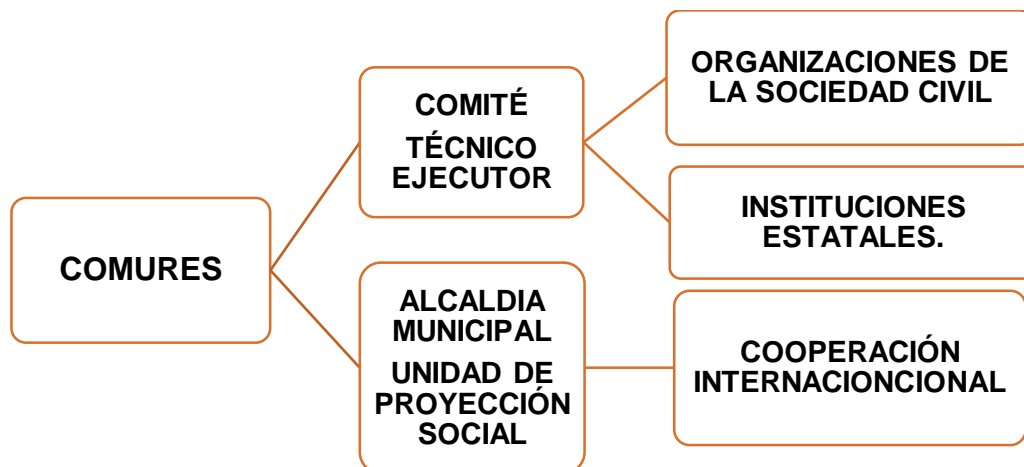 COMURES
COMITÉ
TÉCNICO
EJECUTOR
ALCALDIA
MUNICIPAL
UNIDAD DE
PROYECCIÓN
SOCIAL
ORGANIZACIONES DE
LA SOCIEDAD CIVIL
INSTITUCIONES
ESTATALES.
COOPERACIÓN
INTERNACIONCIONAL